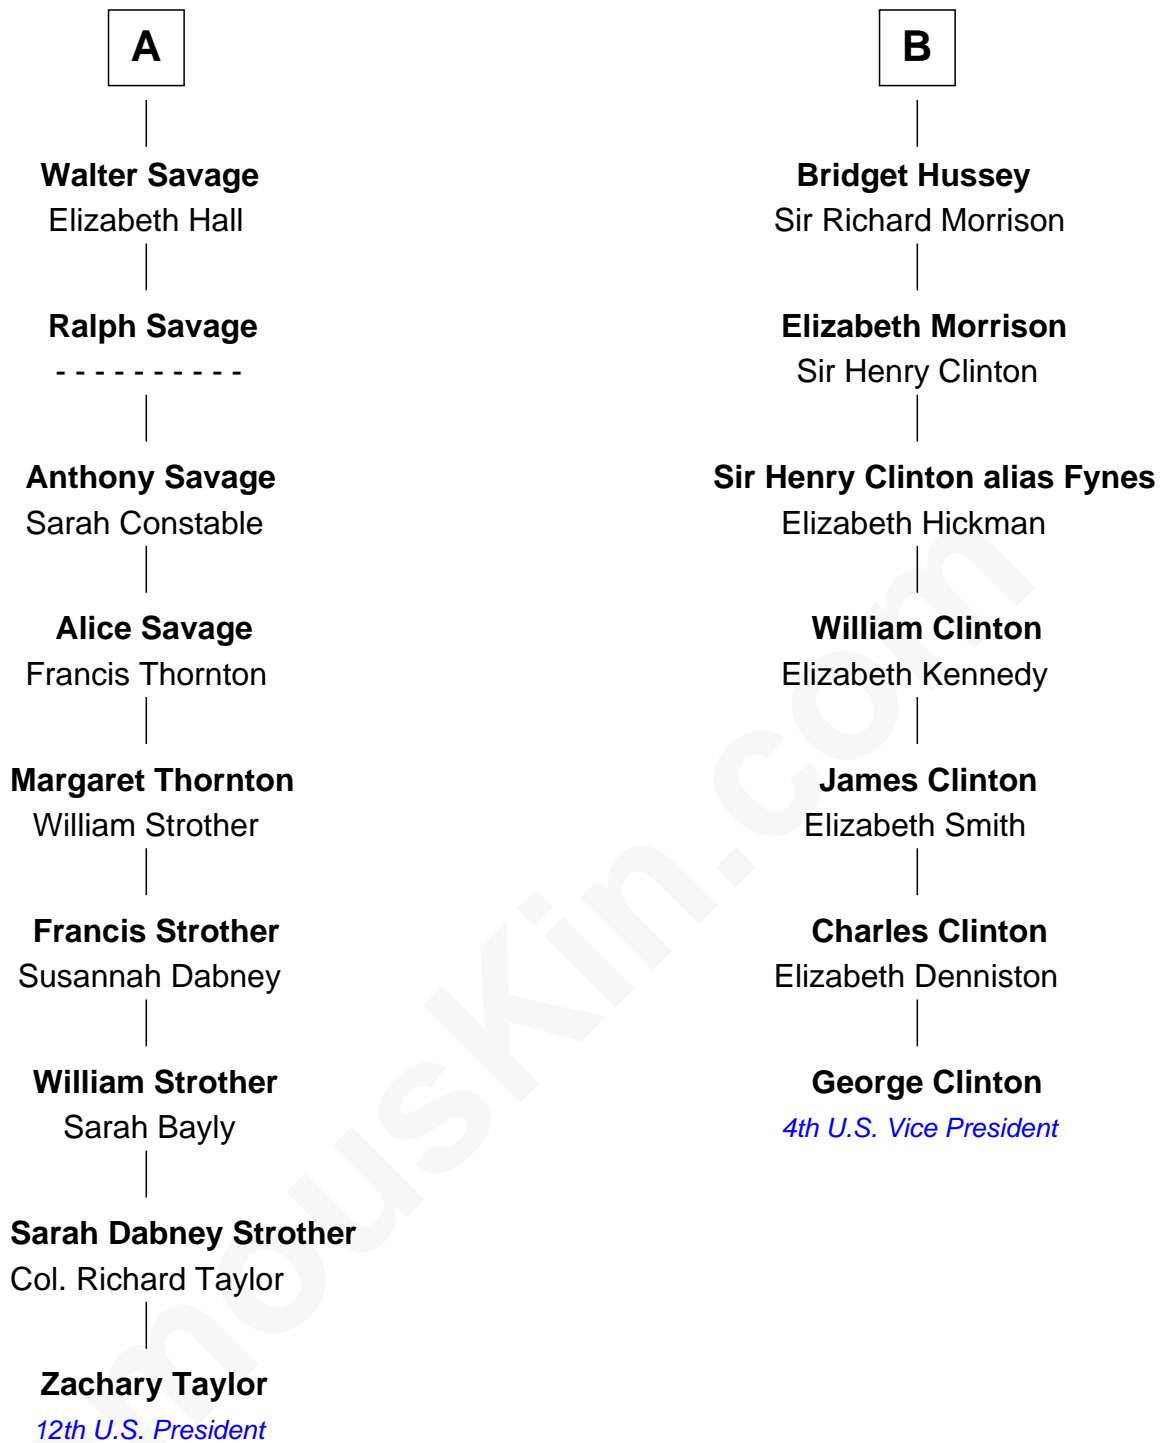 A
Walter Savage
Elizabeth Hall
Ralph Savage
- - - - - - - - - -
Anthony Savage
Sarah Constable
Alice Savage
Francis Thornton
Margaret Thornton
William Strother
Francis Strother
Susannah Dabney
William Strother
Sarah Bayly
Sarah Dabney Strother
Col. Richard Taylor
Zachary Taylor
12th U.S. President
B
Bridget Hussey
Sir Richard Morrison
Elizabeth Morrison
Sir Henry Clinton
Sir Henry Clinton alias Fynes
Elizabeth Hickman
William Clinton
Elizabeth Kennedy
James Clinton
Elizabeth Smith
Charles Clinton
Elizabeth Denniston
George Clinton
4th U.S. Vice President
mouskin.com